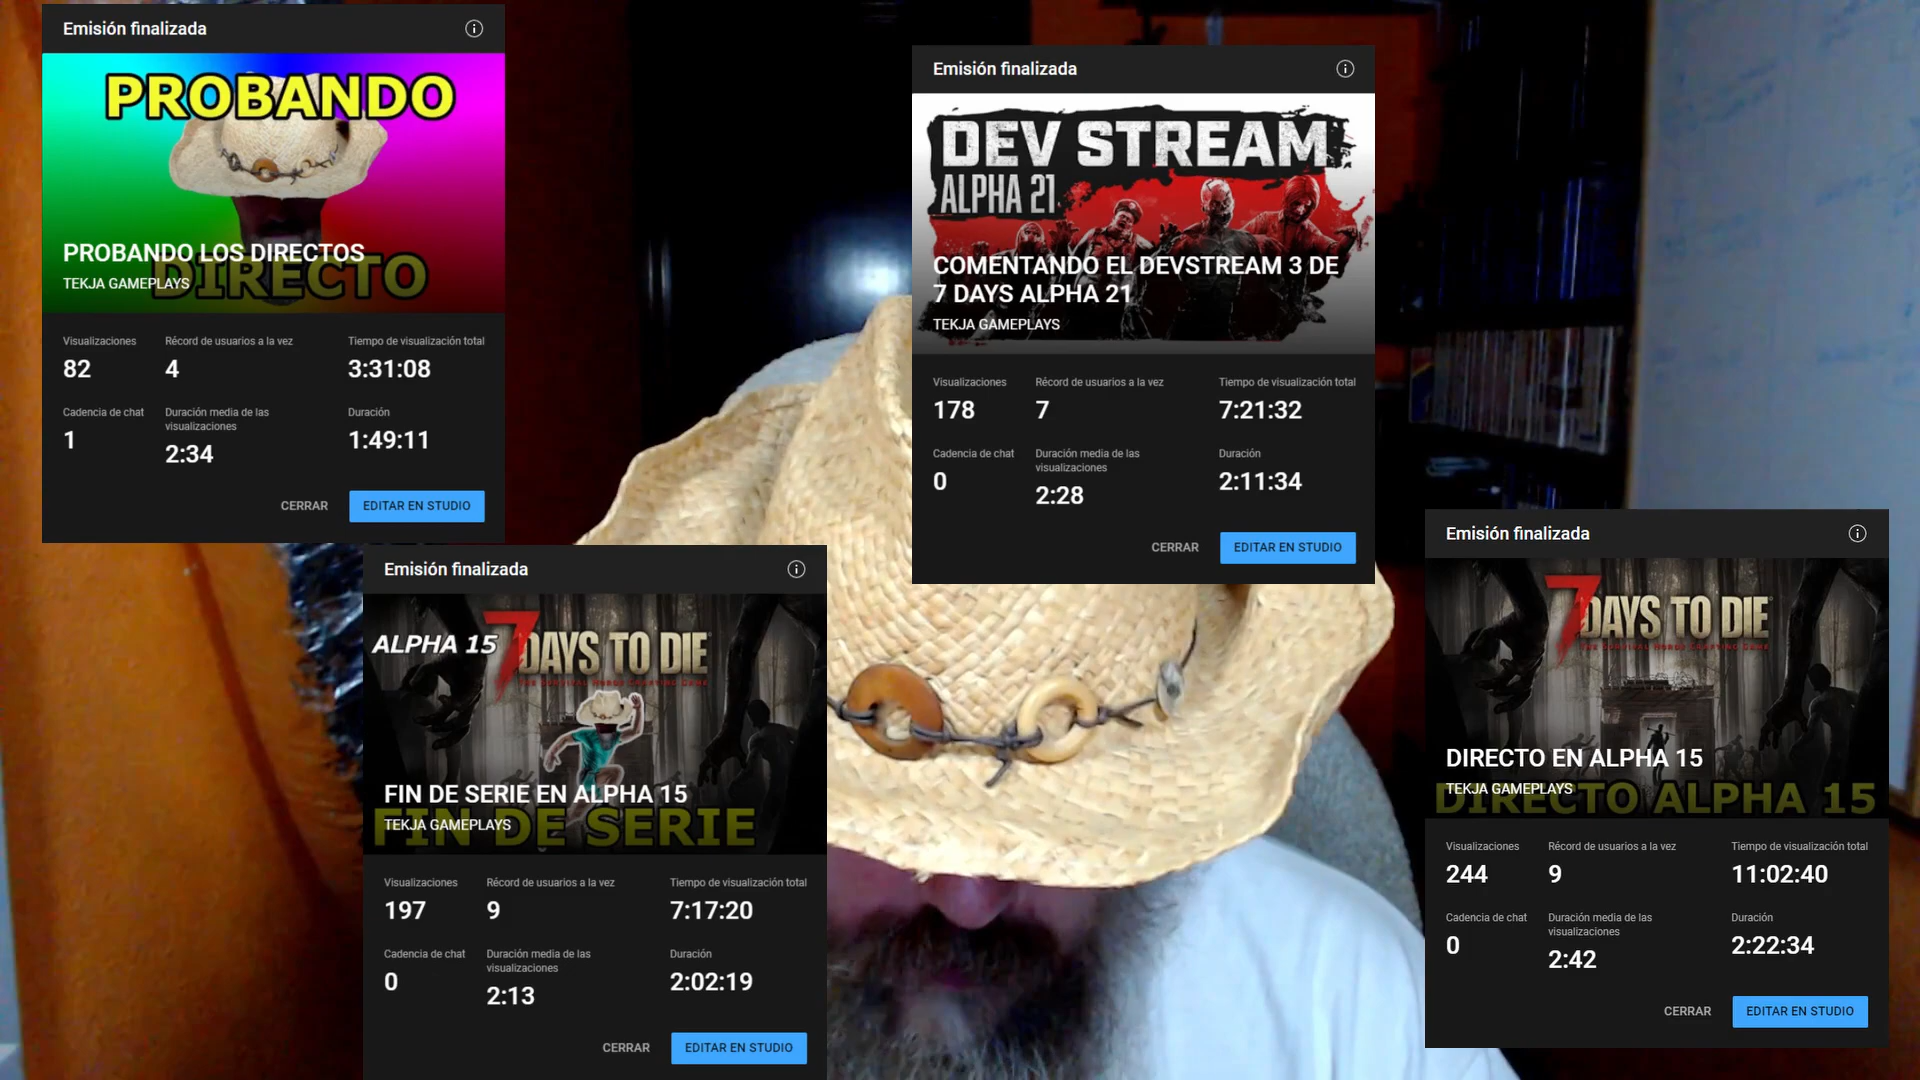 Emisión finalizada
PROBANDO
DIRECTO
PROBANDO LOS DIRECTOS
TEKJA GAMEPLAYS
Visualizaciones
82
Récord de usuarios a la vez
4
Tiempo de visualización total
3:31:08
Cadencia de chat
1
Duración media de las
visualizaciones
2:34
Duración
1:49:11
CERRAR
EDITAR EN STUDIO
Emisión finalizada
DEV STREAM
ALPHA 21
COMENTANDO EL DEVSTREAM 3 DE
7 DAYS ALPHA 21
TEKJA GAMEPLAYS
Visualizaciones
178
Récord de usuarios a la vez
7
Tiempo de visualización total
7:21:32
Cadencia de chat
0
Duración media de las
visualizaciones
2:28
Duración
2:11:34
CERRAR
EDITAR EN STUDIO
Emisión finalizada
ALPHA 15
7 DAYS TO DIE
THE SURVIVAL HORDE CRAFTING GAME
FIN DE SERIE EN ALPHA 15
TEKJA GAMEPLAYS
FIN DE SERIE
Visualizaciones
197
Récord de usuarios a la vez
9
Tiempo de visualización total
7:17:20
Cadencia de chat
0
Duración media de las
visualizaciones
2:13
Duración
2:02:19
CERRAR
EDITAR EN STUDIO
Emisión finalizada
7 DAYS TO DIE
THE SURVIVAL HORDE CRAFTING GAME
DIRECTO EN ALPHA 15
TEKJA GAMEPLAYS
DIRECTO ALPHA 15
Visualizaciones
244
Récord de usuarios a la vez
9
Tiempo de visualización total
11:02:40
Cadencia de chat
0
Duración media de las
visualizaciones
2:42
Duración
2:22:34
CERRAR
EDITAR EN STUDIO